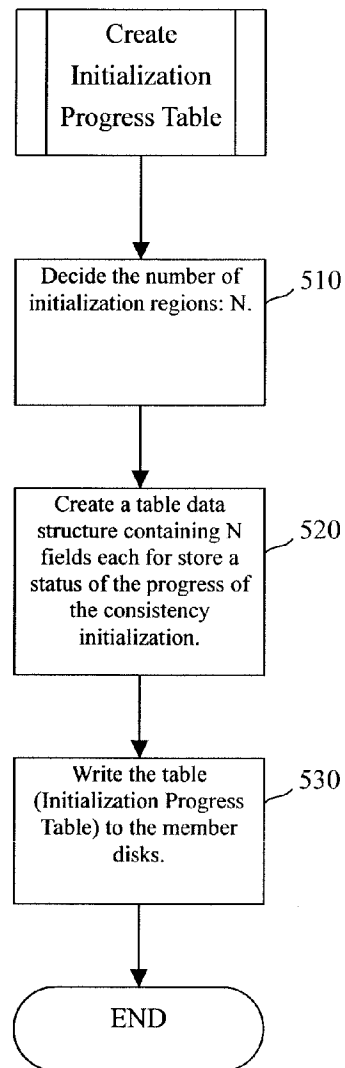 Create
Initialization
Progress Table
Decide the number of
initialization regions: N.
510
Create a table data
structure containing N
fields each for store a
status of the progress of
the consistency
initialization.
520
Write the table
(Initialization Progress
Table) to the member
disks.
530
END